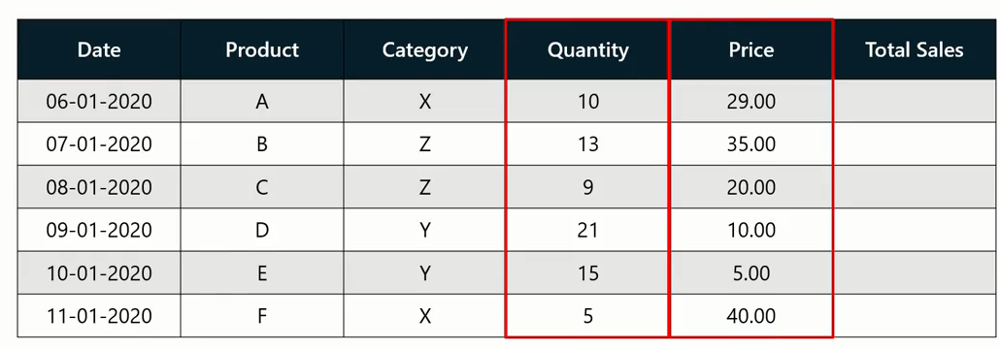 Date Product Category Quantity Price Total Sales
06-01-2020 A X 10 29.00
07-01-2020 B Z 13 35.00
08-01-2020 C Z 9 20.00
09-01-2020 D Y 21 10.00
10-01-2020 E Y 15 5.00
11-01-2020 F X 5 40.00